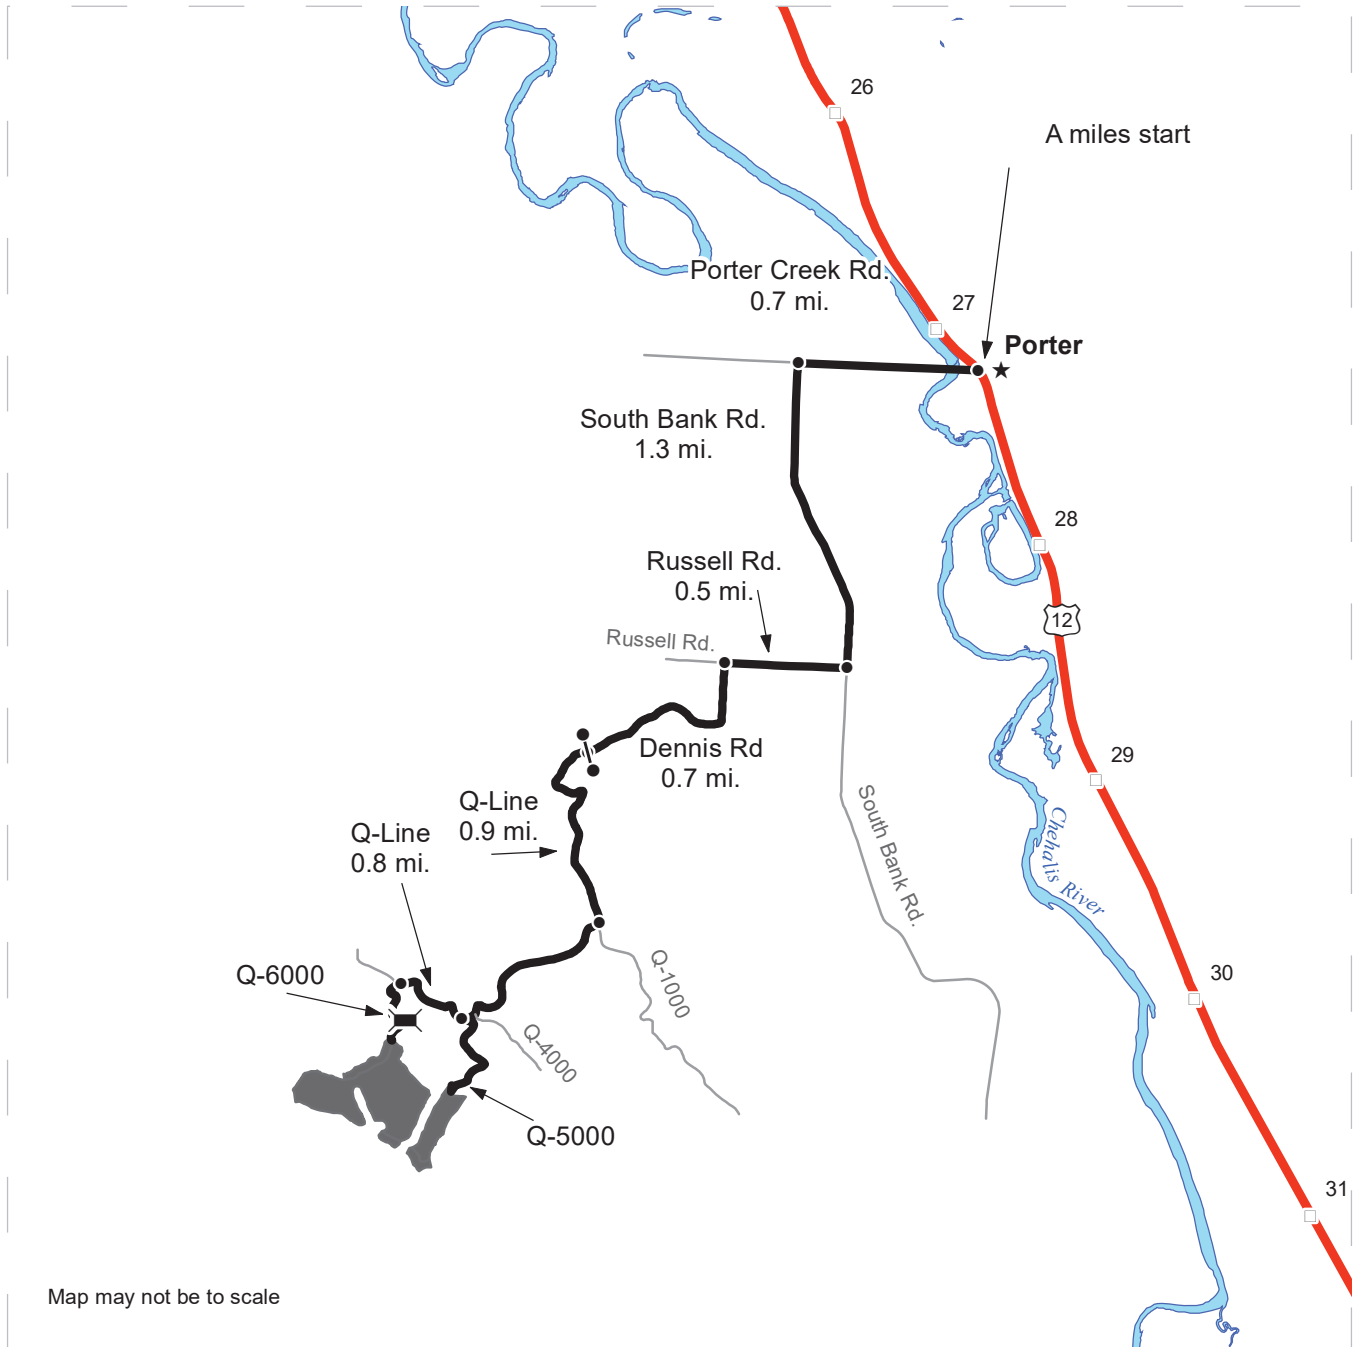 26
A miles start
Porter Creek Rd.
0.7 mi.
27
Porter
South Bank Rd.
1.3 mi.
28
Russell Rd.
0.5 mi.
12
Russell Rd.
Dennis Rd
0.7 mi.
29
Q-Line
0.9 mi.
Q-Line
0.8 mi.
South Bank Rd.
Chehalis River
Q-6000
Q-1000
30
Q-4000
Q-5000
31
Map may not be to scale